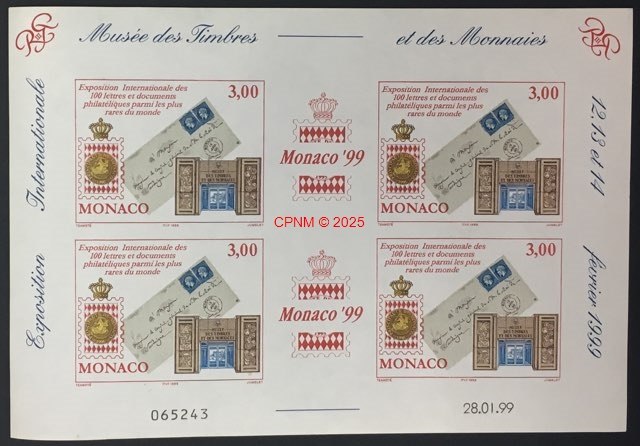 Musée des Timbres et des Monnaies
Exposition Internationale
12.13 et 14 février 1999
Exposition Internationale des
100 lettres et documents
philatéliques parmi les plus
rares du monde
3,00
MONACO
Monaco '99
Exposition Internationale des
100 lettres et documents
philatéliques parmi les plus
rares du monde
3,00
MONACO
CPNM © 2025
Exposition Internationale des
100 lettres et documents
philatéliques parmi les plus
rares du monde
3,00
MONACO
Monaco '99
Exposition Internationale des
100 lettres et documents
philatéliques parmi les plus
rares du monde
3,00
MONACO
065243
28.01.99